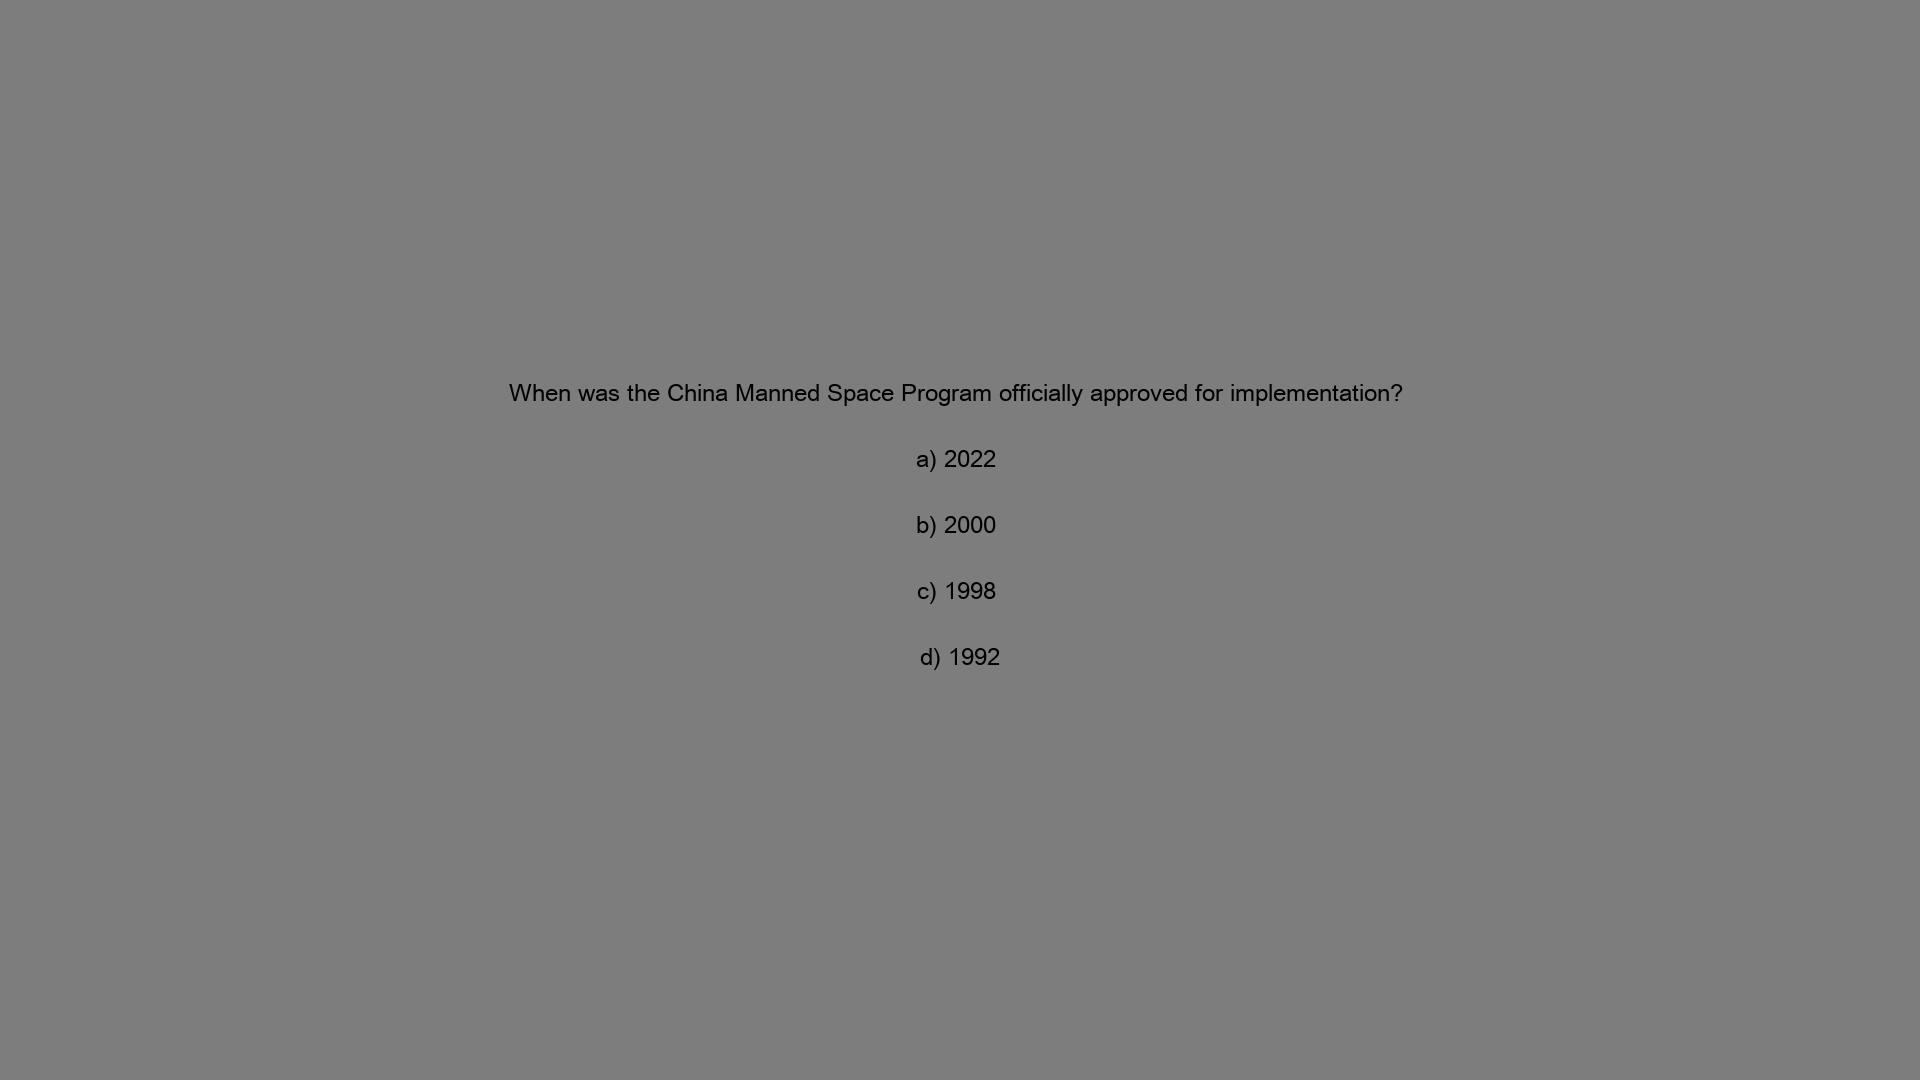 When was the China Manned Space Program officially approved for implementation?
a) 2022
b) 2000
c) 1998
d) 1992